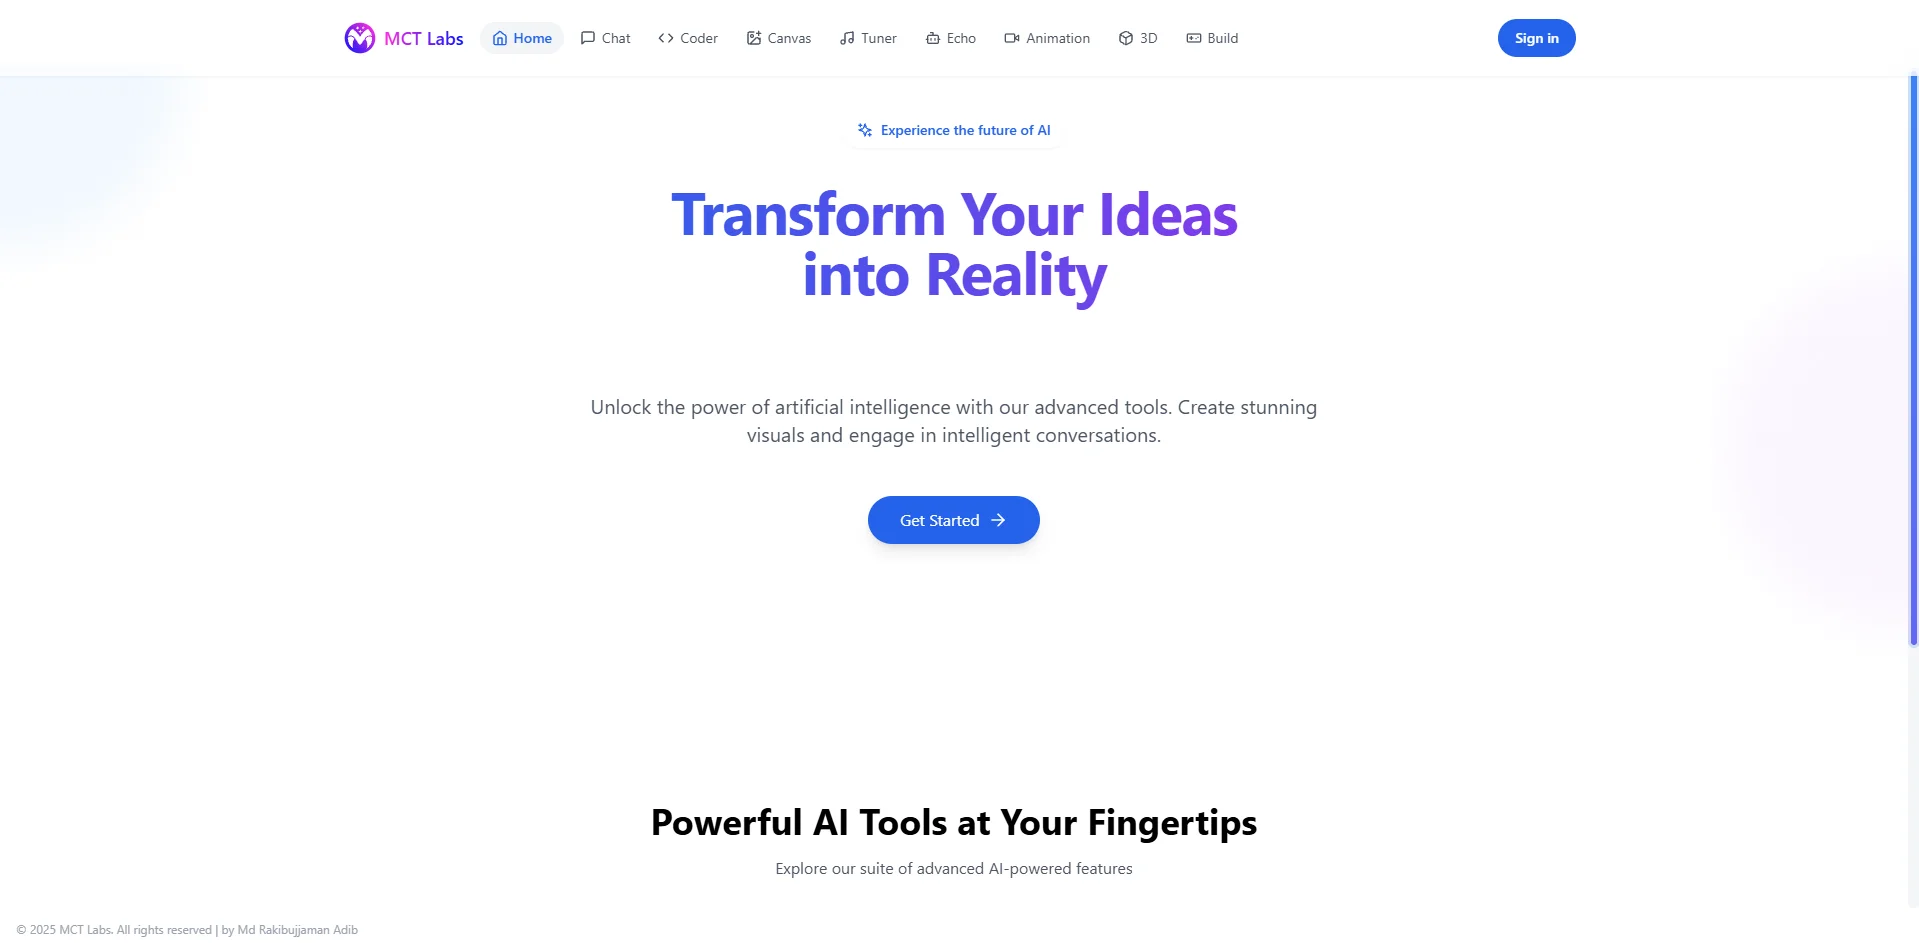 MCT Labs Home Chat Coder Canvas Tuner Echo Animation 3D Build Sign in
Experience the future of AI
Transform Your Ideas
into Reality
Unlock the power of artificial intelligence with our advanced tools. Create stunning
visuals and engage in intelligent conversations.
Get Started
Powerful AI Tools at Your Fingertips
Explore our suite of advanced AI-powered features
© 2025 MCT Labs. All rights reserved | by Md Rakibujjaman Adib